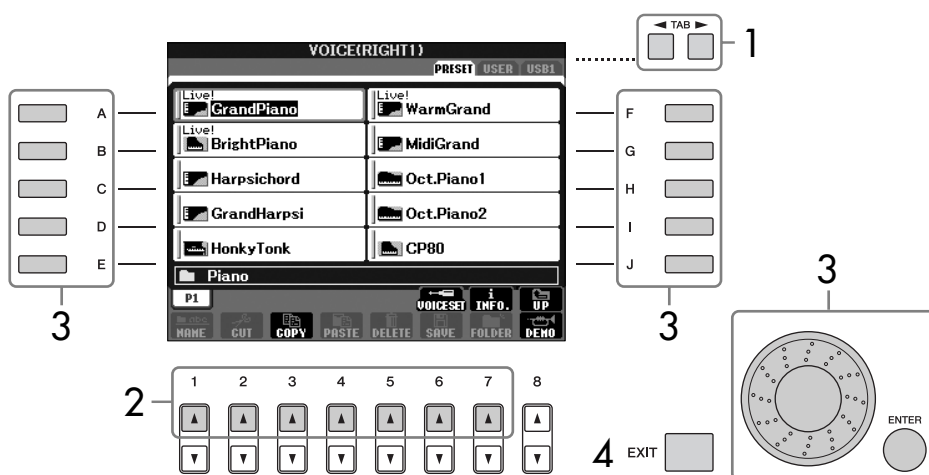 ◄ TAB ► 1
VOICE(RIGHT1)
PRESET USER USB1
Live! GrandPiano
Live! WarmGrand
Live! BrightPiano
MidiGrand
Harpsichord
Oct.Piano1
GrandHarpsi
Oct.Piano2
HonkyTonk
CP80
Piano
P1
VOICESET INFO. UP
NAME CUT COPY PASTE DELETE SAVE FOLDER DEMO
A
B
C
D
E
3
F
G
H
I
J
3
3
1 2 3 4 5 6 7 8
2
4 EXIT
ENTER